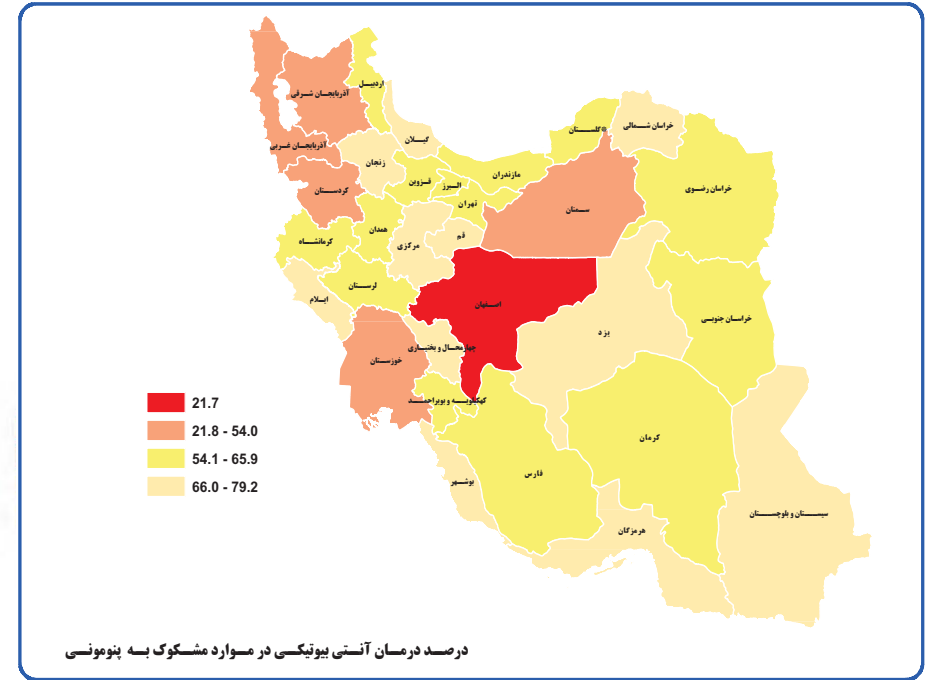 اردبیل
آذربایجان شرقی
گیلان
گلستان
خراسان شمالی
آذربایجان غربی
زنجان
مازندران
قزوین
البرز
کردستان
خراسان رضوی
تهران
سمنان
همدان
قم
کرمانشاه
مرکزی
لرستان
ایلام
اصفهان
خراسان جنوبی
یزد
چهارمحال و بختیاری
خوزستان
کهکیلویه و بویراحمد
21.7
21.8 - 54.0
54.1 - 65.9
66.0 - 79.2
کرمان
فارس
بوشهر
سیستان و بلوچستان
هرمزگان
درصد درمان آنتی بیوتیکی در موارد مشکوک به پنومونی